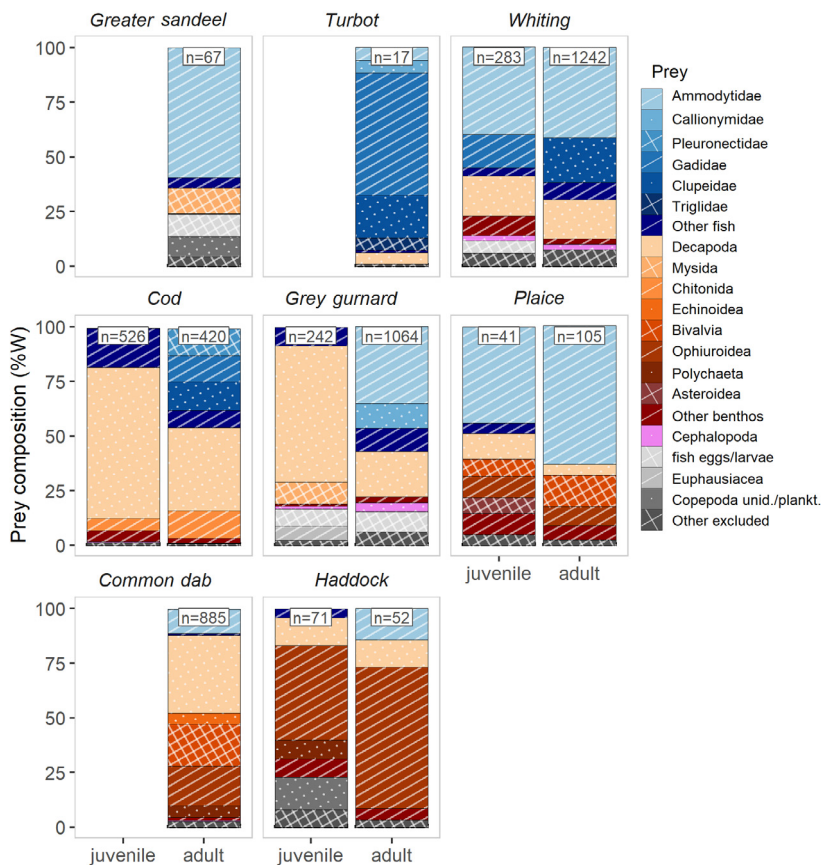 Greater sandeel
Turbot
Whiting
100
75
50
25
0
n=67
n=17
n=283
n=1242
Cod
Grey gurnard
Plaice
100
75
50
25
0
n=526
n=420
n=242
n=1064
n=41
n=105
juvenile
adult
Common dab
Haddock
100
75
50
25
0
n=885
n=71
n=52
juvenile
adult
juvenile
adult
Prey composition (%W)
Prey
Ammodytidae
Callionymidae
Pleuronectidae
Gadidae
Clupeidae
Triglidae
Other fish
Decapoda
Mysida
Chitonida
Echinoidea
Bivalvia
Ophiuroidea
Polychaeta
Asteroidea
Other benthos
Cephalopoda
fish eggs/larvae
Euphausiacea
Copepoda unid./plankt.
Other excluded